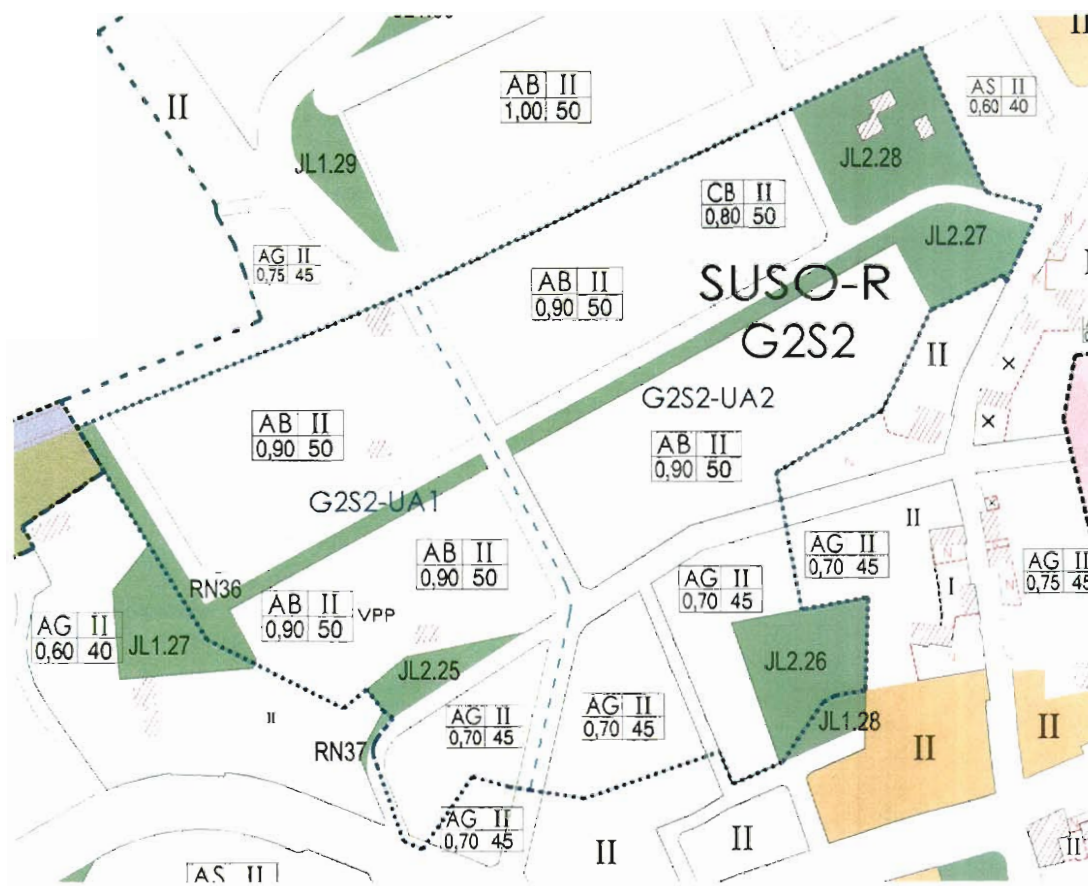 II
II
AB II
1,00 50
AS II
0,60 40
JL1.29
JL2.28
CB II
0,80 50
AG II
0,75 45
JL2.27
AB II
0,90 50
SUSO-R
G2S2
II
G2S2-UA2
AB II
0,90 50
AB II
0,90 50
G2S2-UA1
II
AB II
0,90 50
AG II
0,70 45
AG II
0,75 45
RN36
AG II
0,70 45
N
I
AB II
0,90 50
VPP
AG II
0,60 40
JL1.27
JL2.25
JL2.26
II
AG II
0,70 45
AG II
0,70 45
JL1.28
RN37
II
II
AG II
0,70 45
II
II
II
AS II